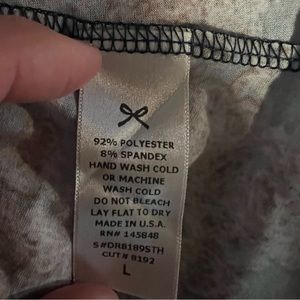 92% POLYESTER
8% SPANDEX
HAND WASH COLD
OR MACHINE
WASH COLD
DO NOT BLEACH
LAY FLAT TO DRY
MADE IN U.S.A.
RN# 145848
S#DRB189STH
CUT# 8192
L